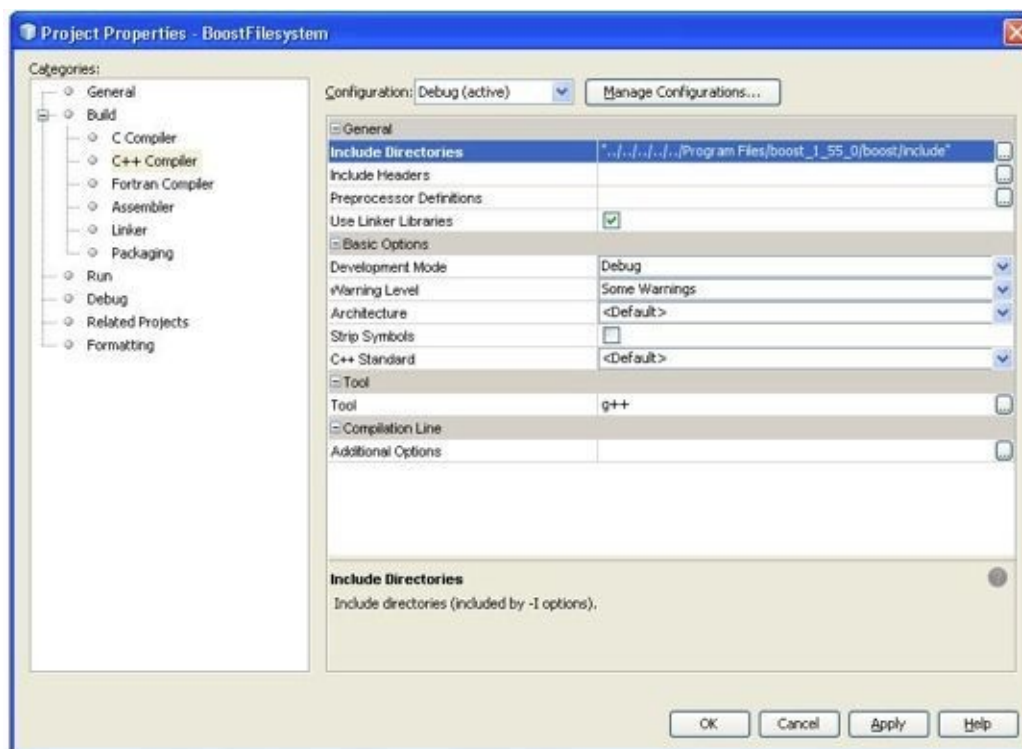 Project Properties - BoostFilesystem
Categories:
General
Build
C Compiler
C++ Compiler
Fortran Compiler
Assembler
Linker
Packaging
Run
Debug
Related Projects
Formatting
Configuration: Debug (active) Manage Configurations...
General
Include Directories "../../../../../Program Files/boost_1_55_0/boost/include" ...
Include Headers ...
Preprocessor Definitions ...
Use Linker Libraries
Basic Options
Development Mode Debug
Warning Level Some Warnings
Architecture <Default>
Strip Symbols
C++ Standard <Default>
Tool
Tool g++ ...
Compilation Line
Additional Options ...
Include Directories ?
Include directories (included by -I options).
OK Cancel Apply Help